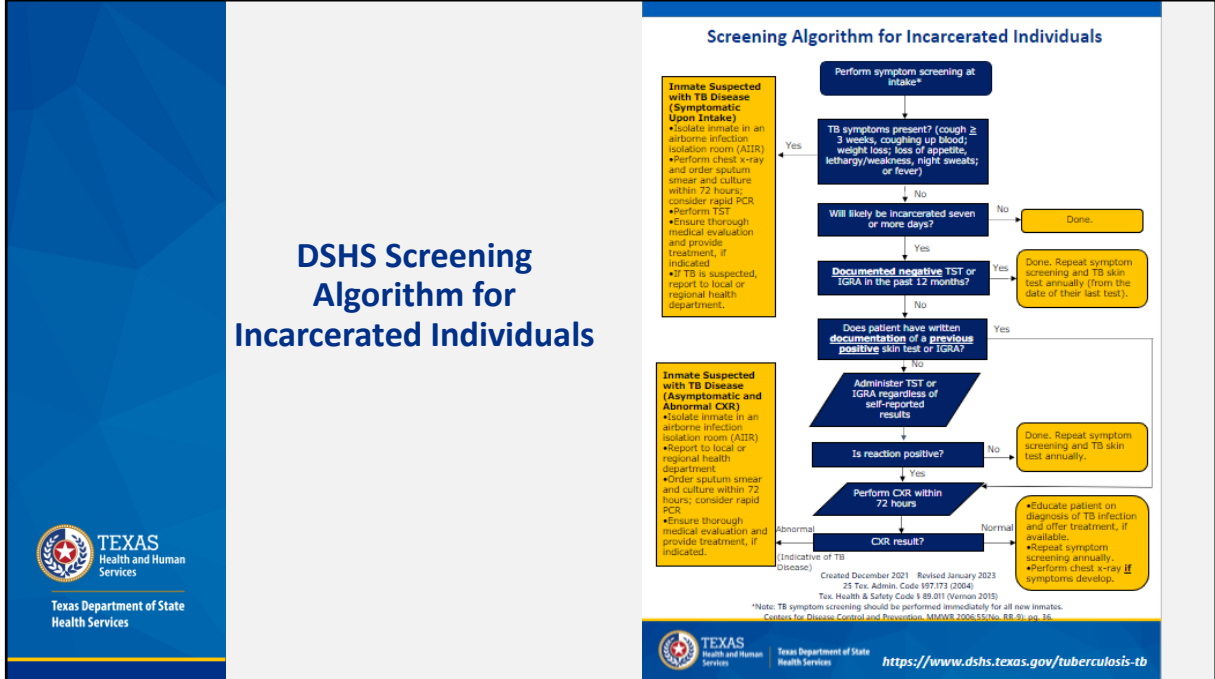 DSHS Screening
Algorithm for
Incarcerated Individuals
TEXAS
Health and Human
Services
Texas Department of State
Health Services
Screening Algorithm for Incarcerated Individuals
Perform symptom screening at
intake*
Inmate Suspected
with TB Disease
(Symptomatic
Upon Intake)
•Isolate inmate in an
airborne infection
isolation room (AIIR)
•Perform chest x-ray
and order sputum
smear and culture
within 72 hours;
consider rapid PCR
•Perform TST
•Ensure thorough
medical evaluation
and provide
treatment, if
indicated
•If TB is suspected,
report to local or
regional health
department.
Yes
TB symptoms present? (cough ≥
3 weeks, coughing up blood;
weight loss; loss of appetite,
lethargy/weakness, night sweats;
or fever)
No
Will likely be incarcerated seven
or more days?
No
Done.
Yes
Documented negative TST or
IGRA in the past 12 months?
Yes
Done. Repeat symptom
screening and TB skin
test annually (from the
date of their last test).
No
Does patient have written
documentation of a previous
positive skin test or IGRA?
Yes
No
Administer TST or
IGRA regardless of
self-reported
results
Is reaction positive?
No
Done. Repeat symptom
screening and TB skin
test annually.
Yes
Perform CXR within
72 hours
CXR result?
Abnormal
(Indicative of TB
Disease)
Normal
Inmate Suspected
with TB Disease
(Asymptomatic and
Abnormal CXR)
•Isolate inmate in an
airborne infection
isolation room (AIIR)
•Report to local or
regional health
department
•Order sputum smear
and culture within 72
hours; consider rapid
PCR
•Ensure thorough
medical evaluation and
provide treatment, if
indicated.
•Educate patient on
diagnosis of TB infection
and offer treatment, if
available.
•Repeat symptom
screening annually.
•Perform chest x-ray if
symptoms develop.
Created December 2021 Revised January 2023
25 Tex. Admin. Code §97.173 (2004)
Tex. Health & Safety Code § 89.011 (Vernon 2015)
*Note: TB symptom screening should be performed immediately for all new inmates.
Centers for Disease Control and Prevention. MMWR 2006;55(No. RR-9): pg. 36.
TEXAS
Health and Human
Services
Texas Department of State
Health Services
https://www.dshs.texas.gov/tuberculosis-tb